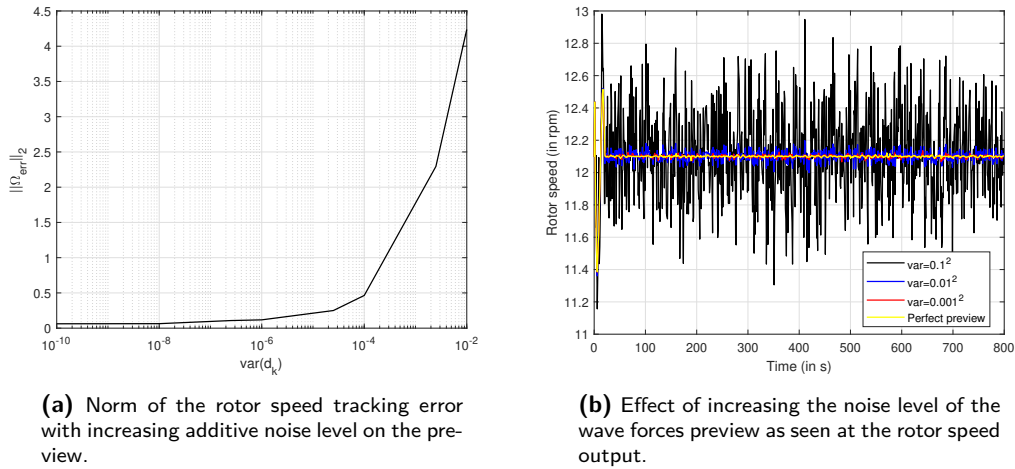 4.5
4
3.5
3
2.5
2
1.5
1
0.5
0
||Ω_err||_2
10^-10
10^-8
10^-6
10^-4
10^-2
var(d_k)
(a) Norm of the rotor speed tracking error
with increasing additive noise level on the pre-
view.
13
12.8
12.6
12.4
12.2
12
11.8
11.6
11.4
11.2
11
Rotor speed (in rpm)
var=0.1^2
var=0.01^2
var=0.001^2
Perfect preview
0 100 200 300 400 500 600 700 800
Time (in s)
(b) Effect of increasing the noise level of the
wave forces preview as seen at the rotor speed
output.